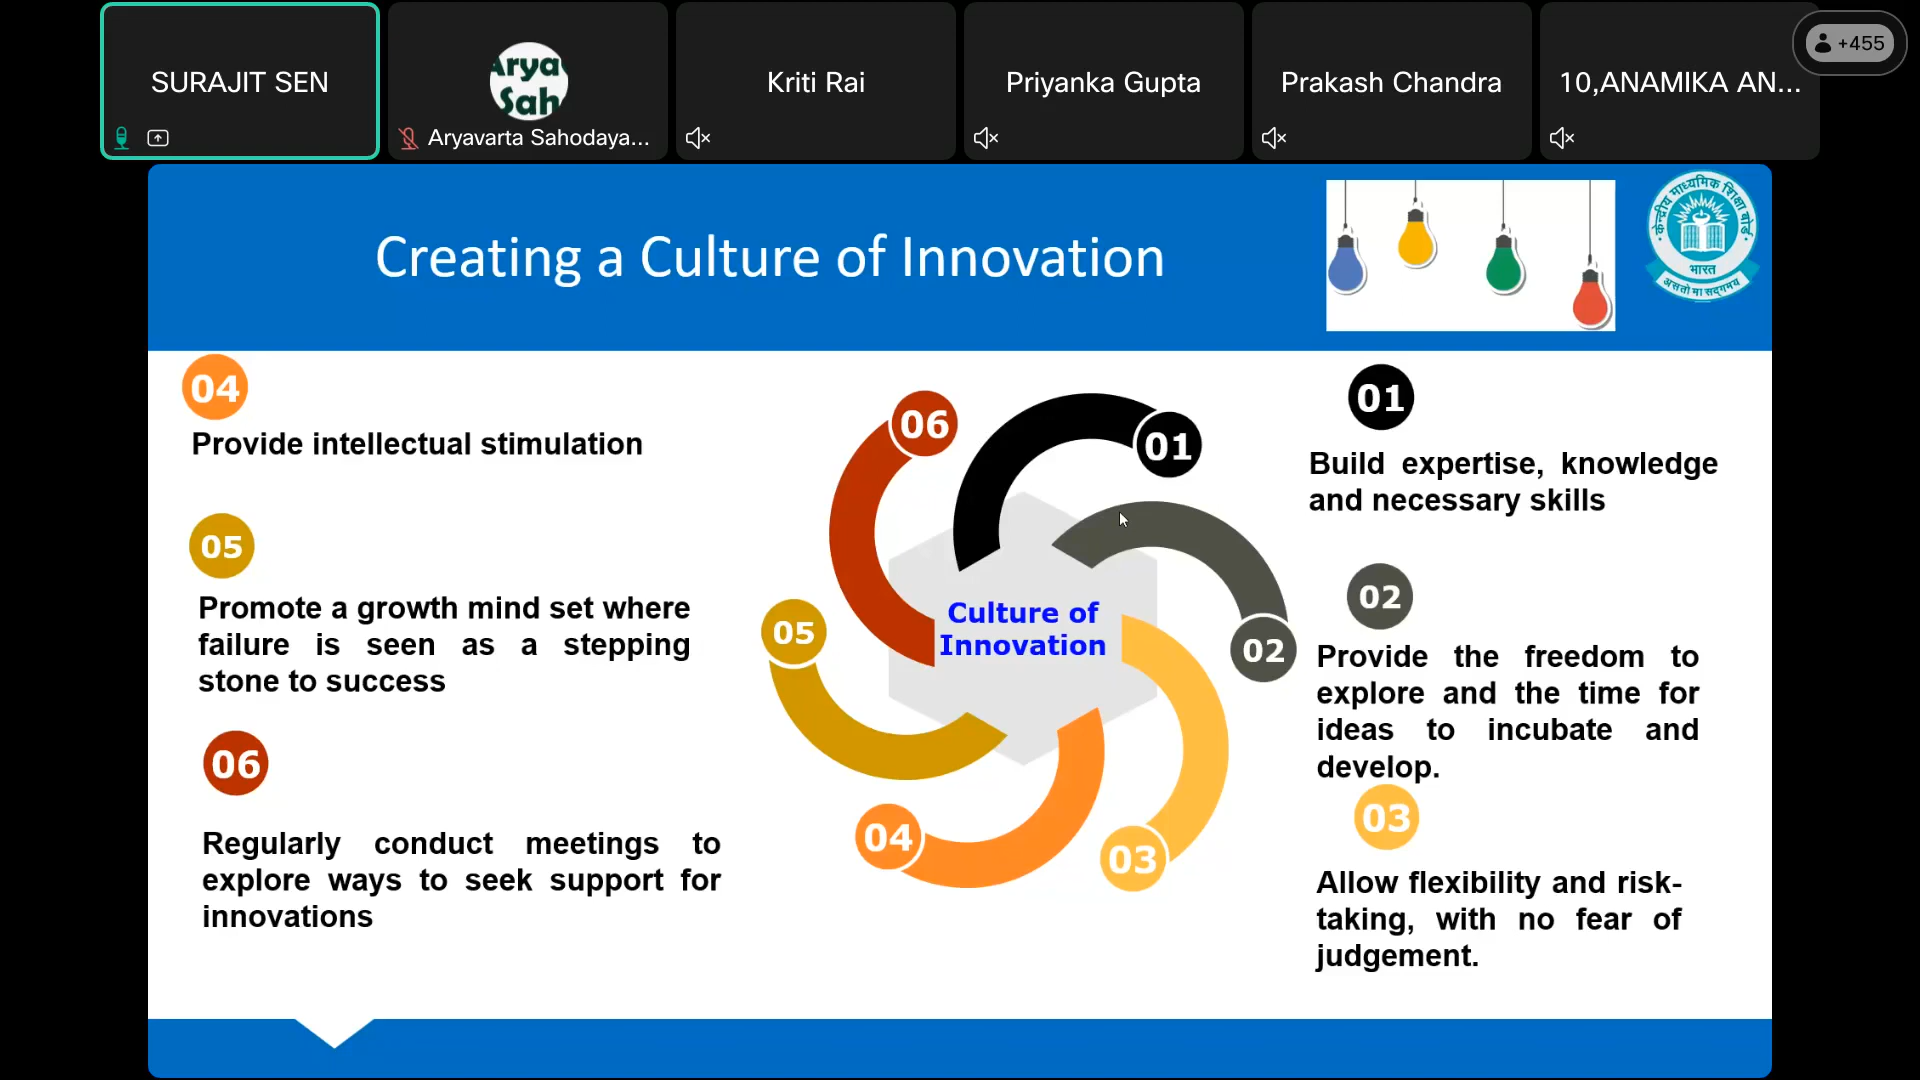 SURAJIT SEN
Arya
Sah
Aryavarta Sahodaya...
Kriti Rai
Priyanka Gupta
Prakash Chandra
10,ANAMIKA AN...
+455
Creating a Culture of Innovation
केन्द्रीय माध्यमिक शिक्षा बोर्ड
भारत
असतो मा सद्गमय
04
Provide intellectual stimulation
05
Promote a growth mind set where
failure is seen as a stepping
stone to success
06
Regularly conduct meetings to
explore ways to seek support for
innovations
06
01
05
02
Culture of
Innovation
04
03
01
Build expertise, knowledge
and necessary skills
02
Provide the freedom to
explore and the time for
ideas to incubate and
develop.
03
Allow flexibility and risk-
taking, with no fear of
judgement.